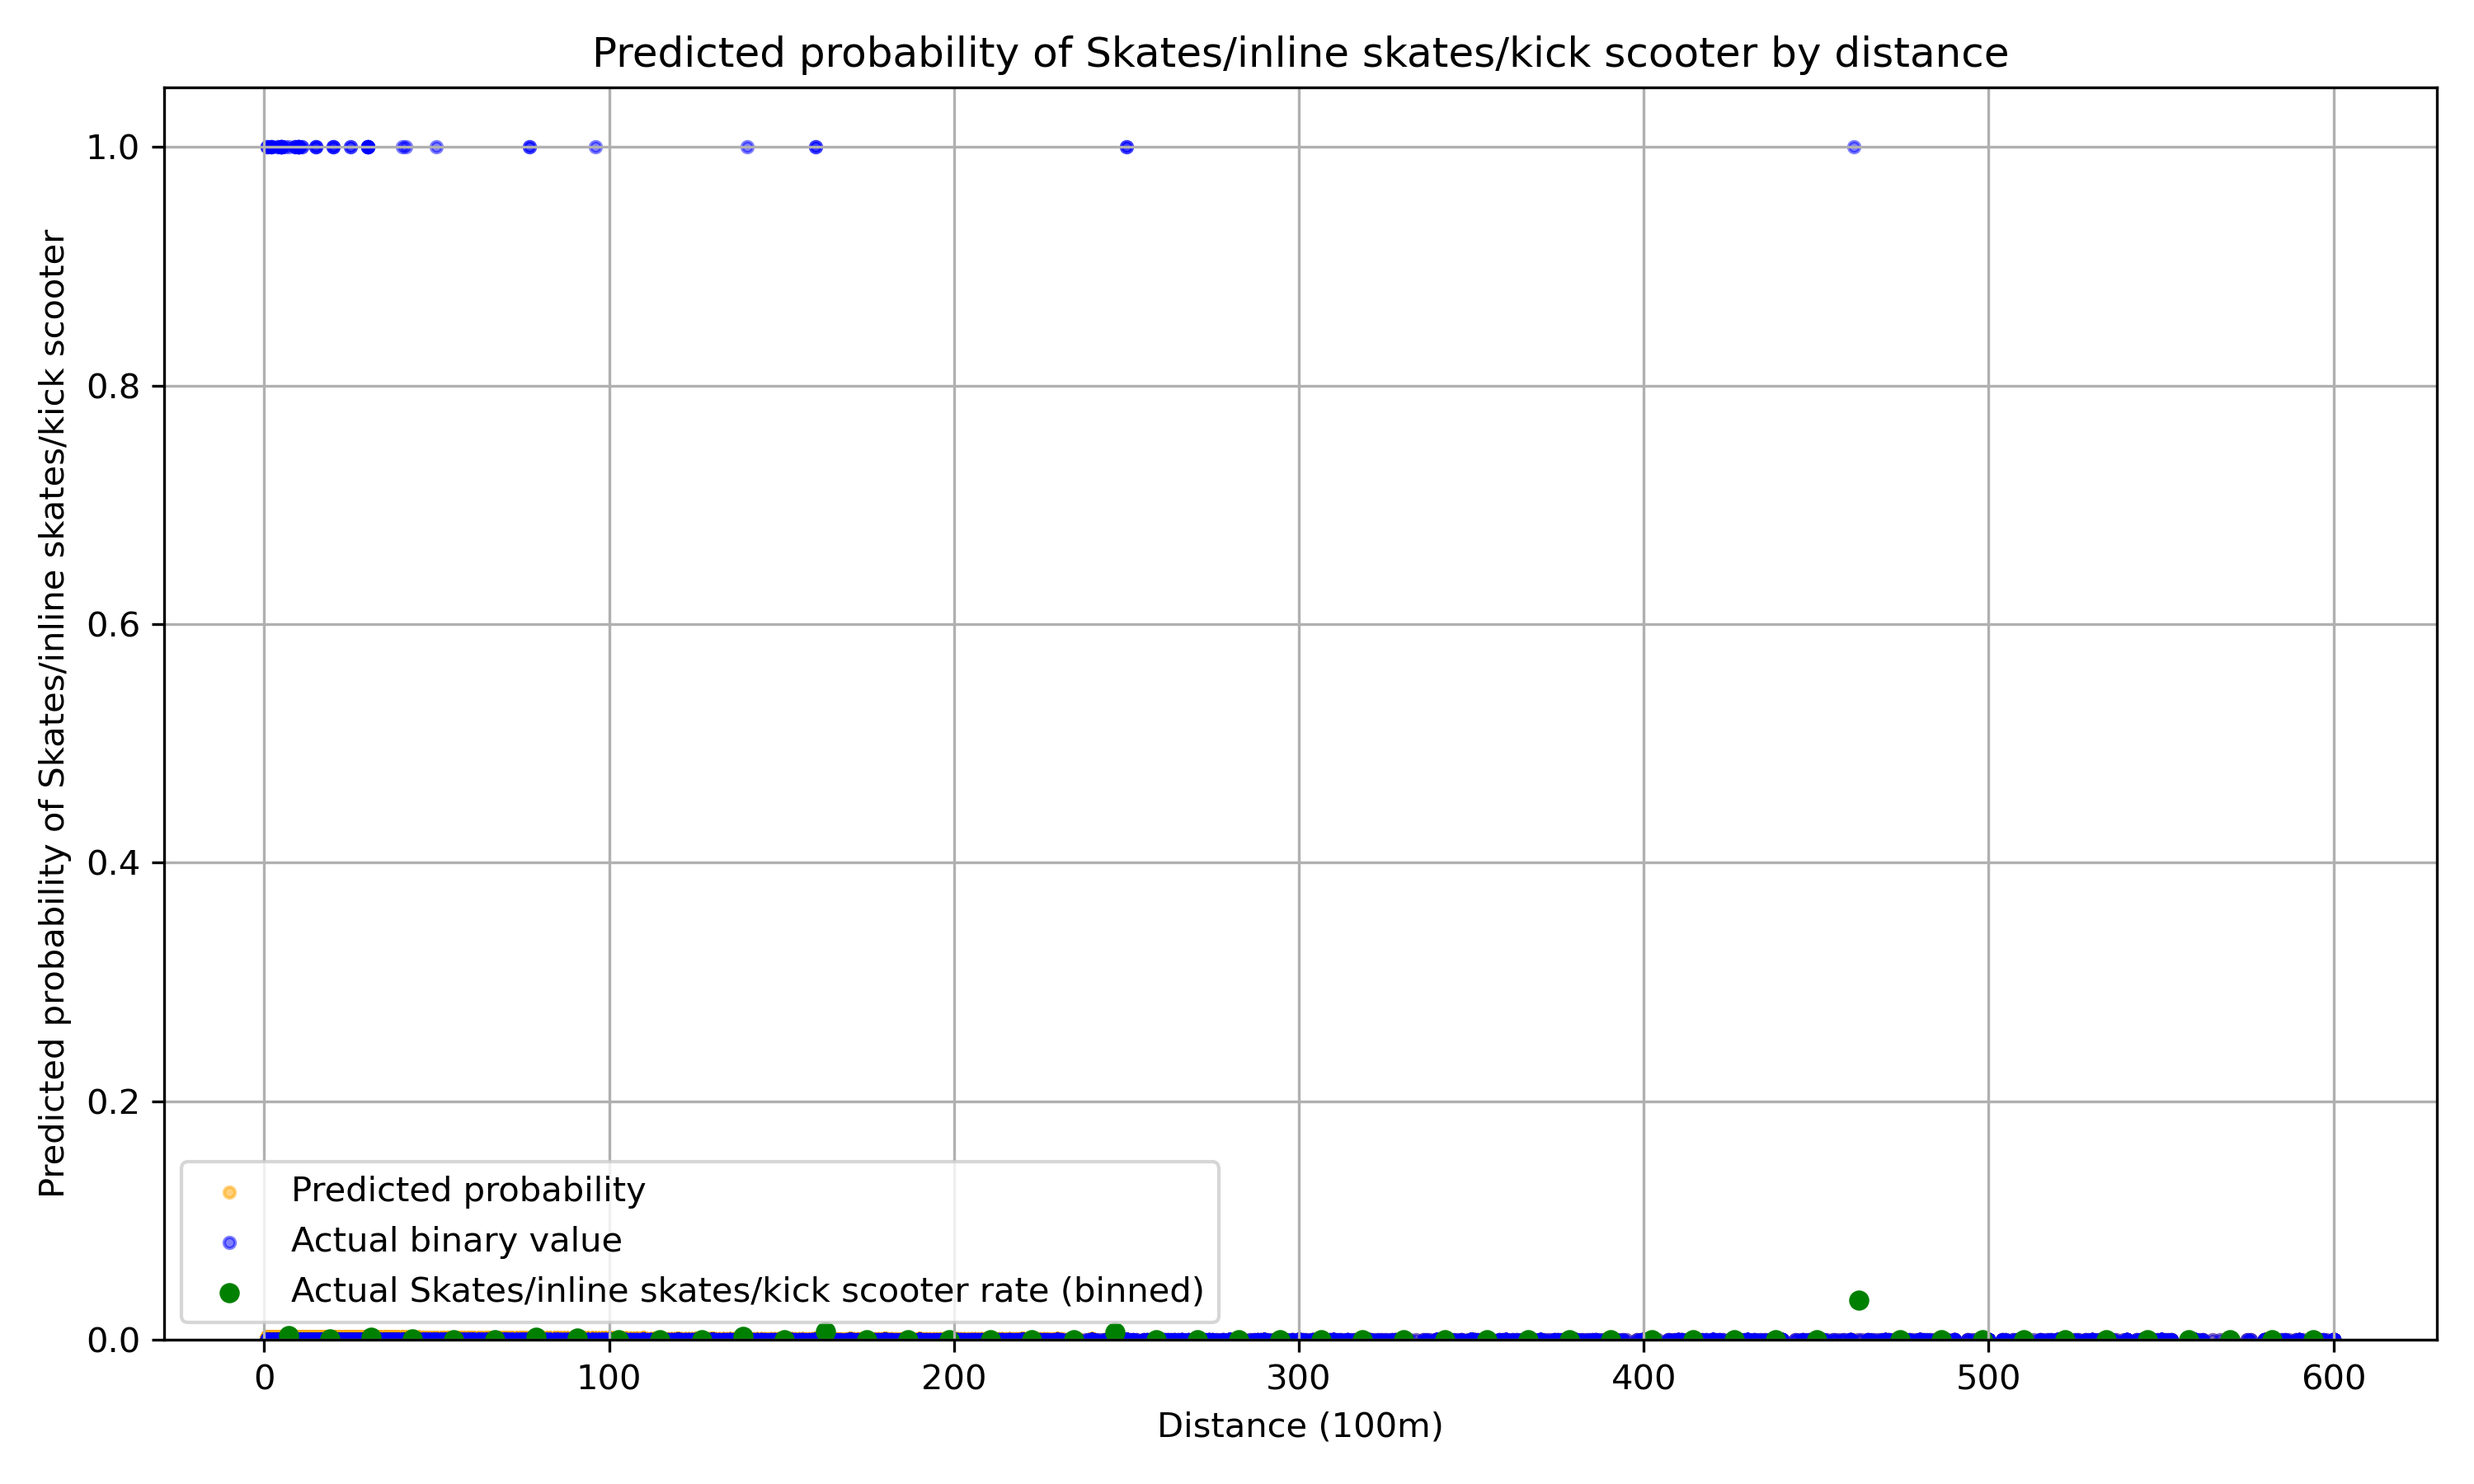 Predicted probability of Skates/inline skates/kick scooter by distance
Predicted probability of Skates/inline skates/kick scooter
1.0
0.8
0.6
0.4
0.2
0.0
Predicted probability
Actual binary value
Actual Skates/inline skates/kick scooter rate (binned)
0 100 200 300 400 500 600
Distance (100m)